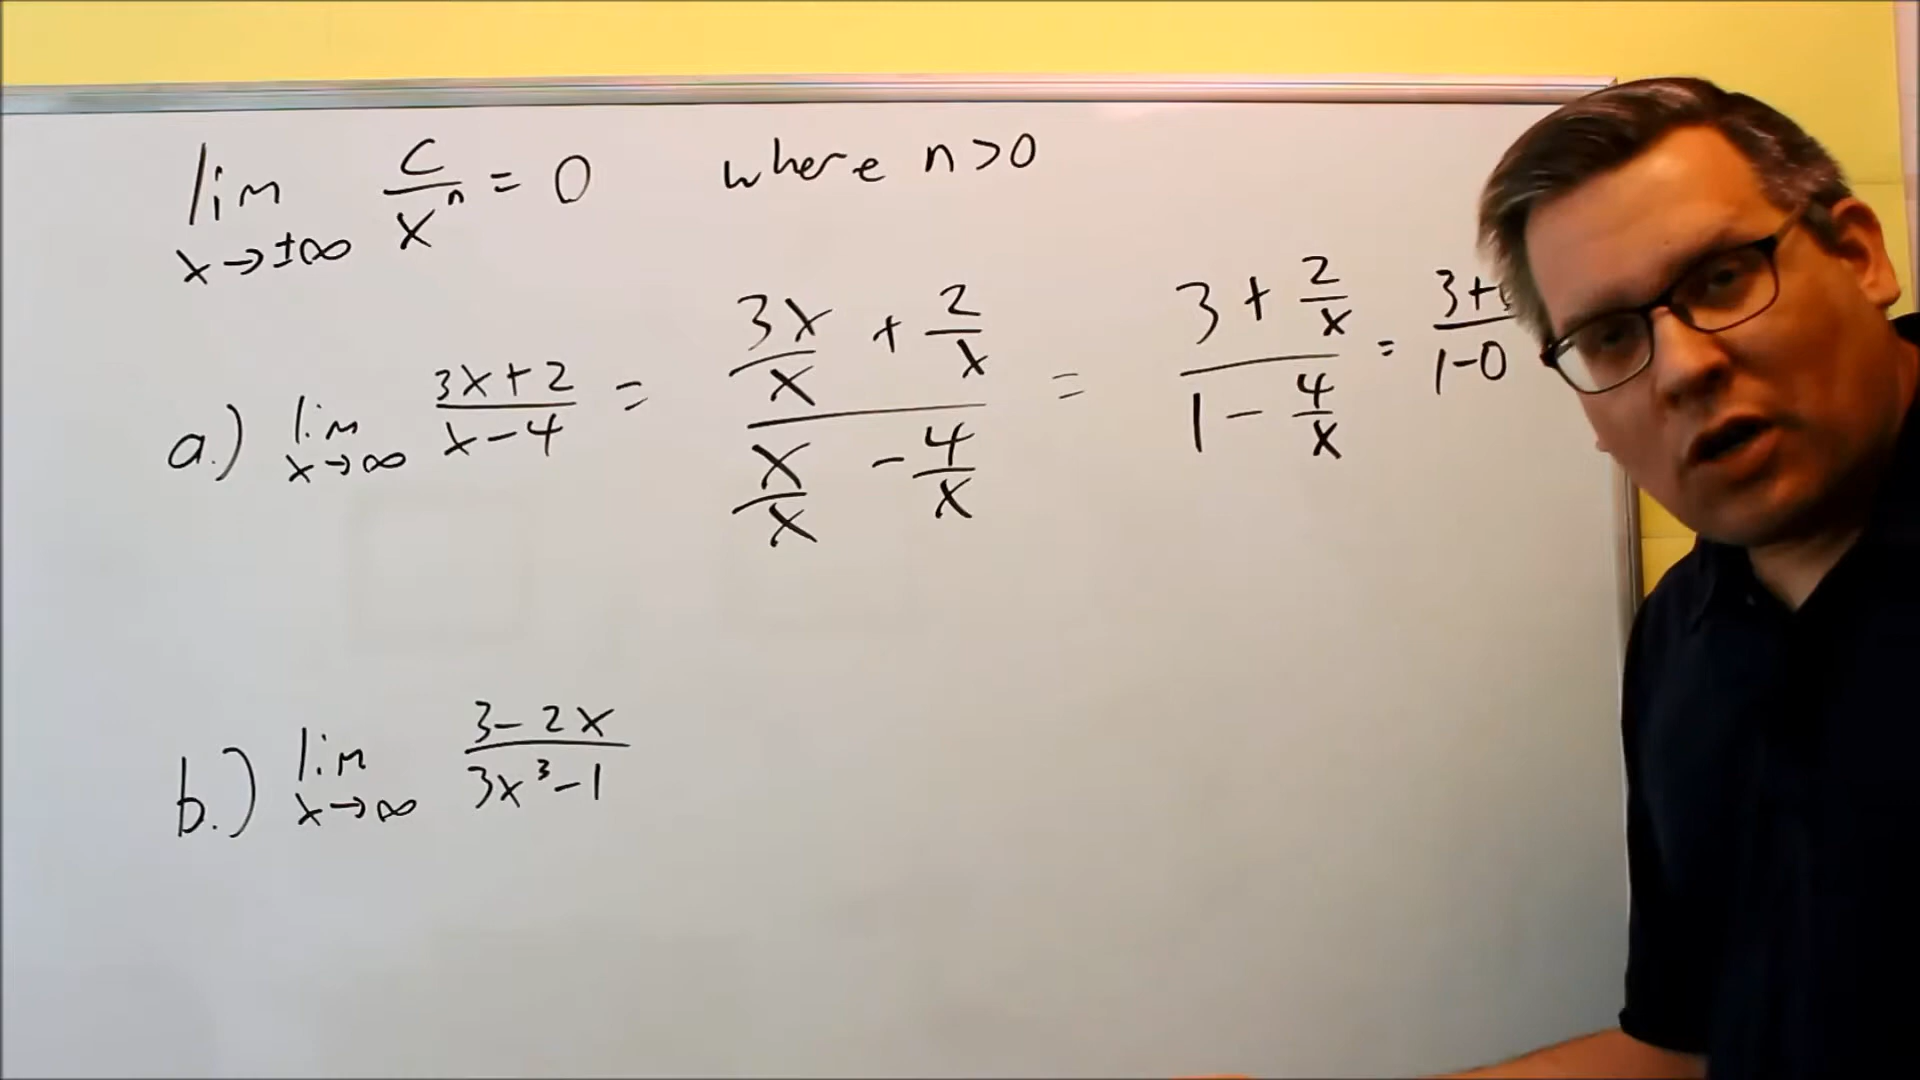 lim x→±∞ c/xⁿ = 0 where n>0
a.) lim x→∞ (3x+2)/(x-4) = (3x/x + 2/x)/(x/x - 4/x) = (3 + 2/x)/(1 - 4/x) = (3+)/(1-0)
b.) lim x→∞ (3-2x)/(3x³-1)